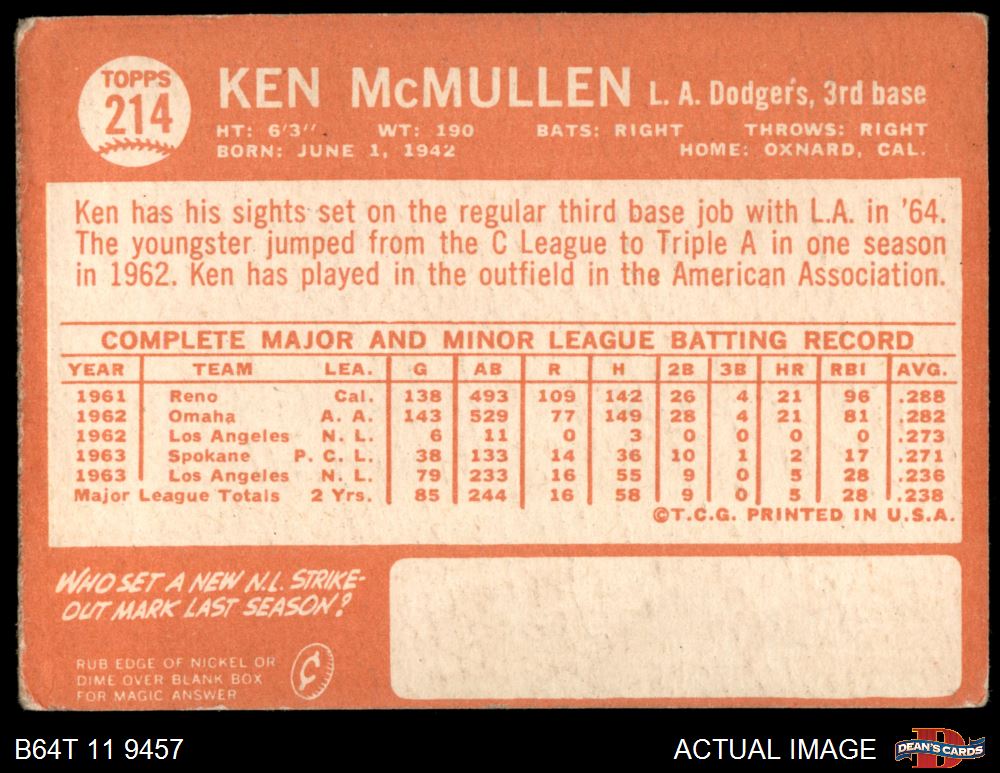 TOPPS
214
KEN McMULLEN L. A. Dodgers, 3rd base
HT: 6'3" WT: 190 BATS: RIGHT THROWS: RIGHT
BORN: JUNE 1, 1942 HOME: OXNARD, CAL.
Ken has his sights set on the regular third base job with L.A. in '64.
The youngster jumped from the C League to Triple A in one season
in 1962. Ken has played in the outfield in the American Association.
COMPLETE MAJOR AND MINOR LEAGUE BATTING RECORD
YEAR TEAM LEA. G AB R H 2B 3B HR RBI AVG.
1961 Reno Cal. 138 493 109 142 26 4 21 96 .288
1962 Omaha A. A. 143 529 77 149 28 4 21 81 .282
1962 Los Angeles N. L. 6 11 0 3 0 0 0 0 .273
1963 Spokane P. C. L. 38 133 14 36 10 1 2 17 .271
1963 Los Angeles N. L. 79 233 16 55 9 0 5 28 .236
Major League Totals 2 Yrs. 85 244 16 58 9 0 5 28 .238
©T.C.G. PRINTED IN U.S.A.
WHO SET A NEW N.L. STRIKE-
OUT MARK LAST SEASON?
RUB EDGE OF NICKEL OR
DIME OVER BLANK BOX
FOR MAGIC ANSWER
B64T 11 9457 ACTUAL IMAGE
DEAN'S CARDS